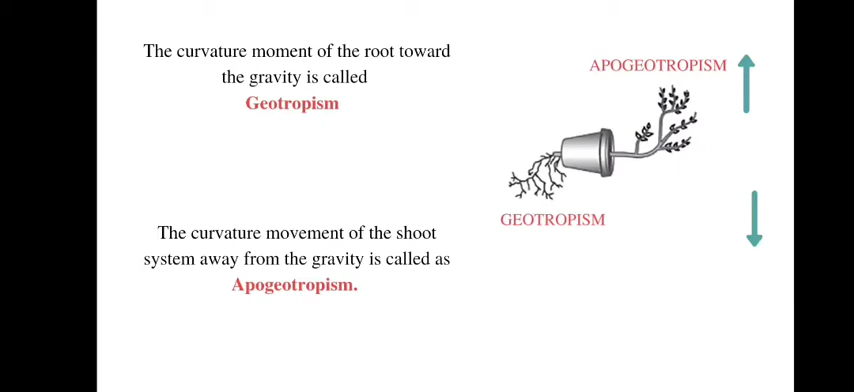 The curvature moment of the root toward
the gravity is called
Geotropism
APOGEOTROPISM
GEOTROPISM
The curvature movement of the shoot
system away from the gravity is called as
Apogeotropism.